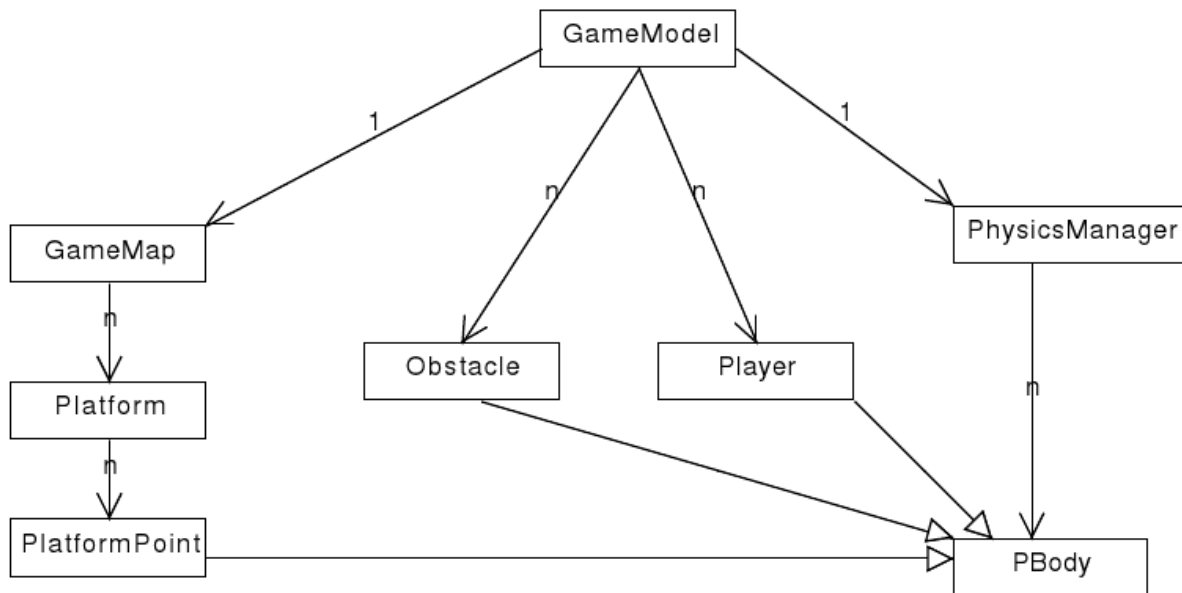 GameModel
1
1
n
n
GameMap
PhysicsManager
n
Obstacle
Player
n
Platform
n
PlatformPoint
PBody